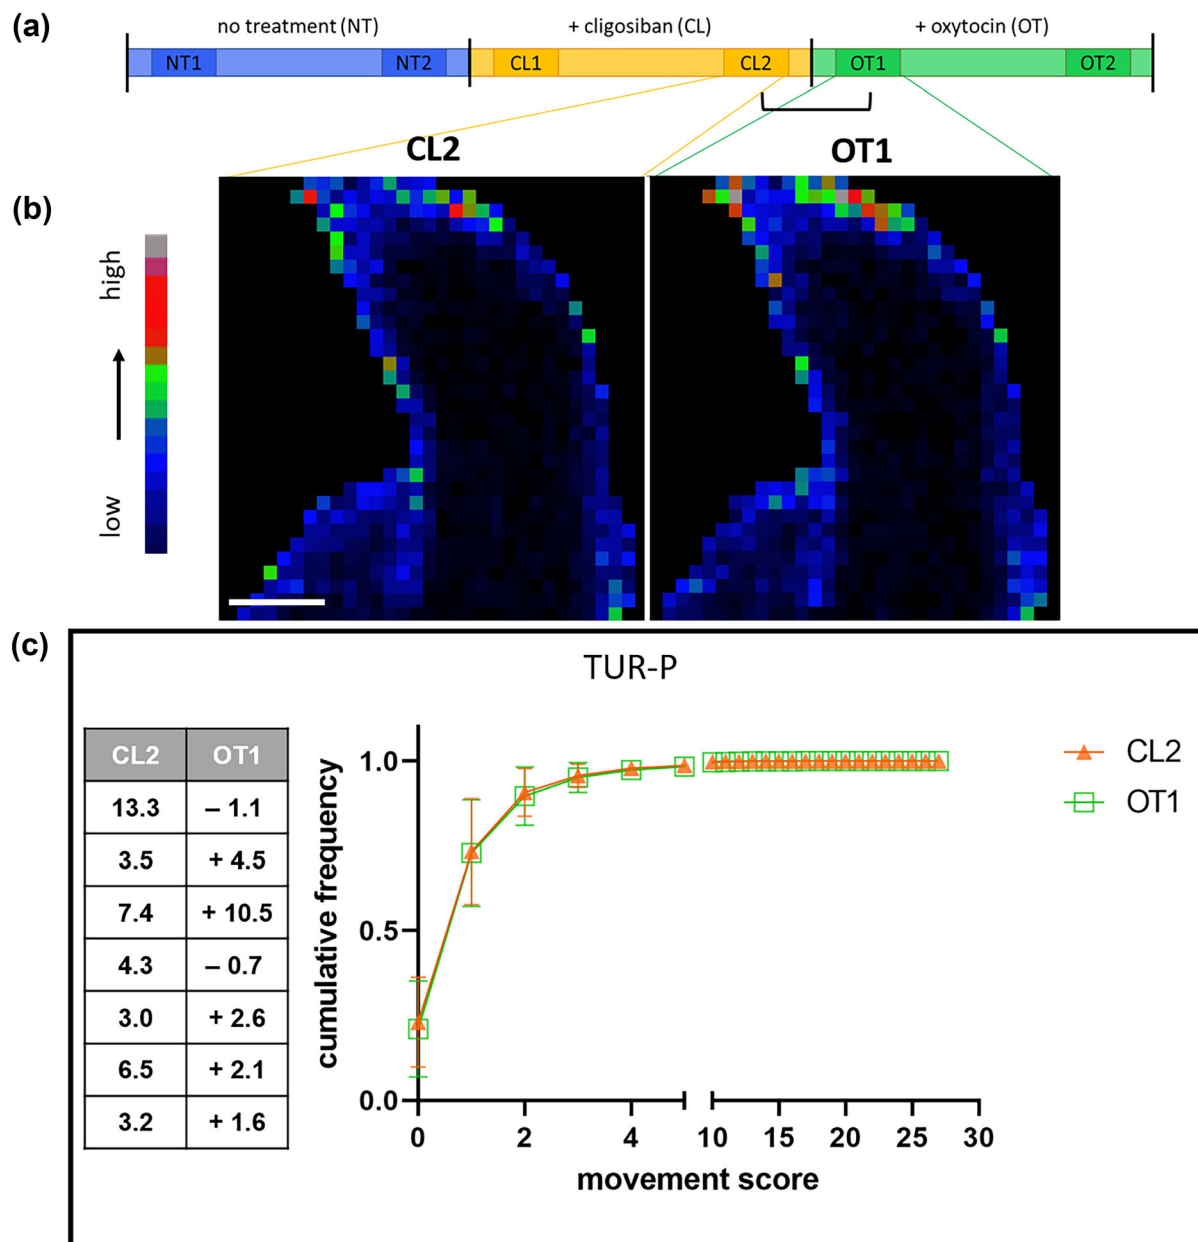 (a)
no treatment (NT) + cligosiban (CL) + oxytocin (OT)
NT1 NT2 CL1 CL2 OT1 OT2
CL2 OT1
(b)
high
low
(c)
TUR-P
CL2 OT1
13.3 – 1.1
3.5 + 4.5
7.4 + 10.5
4.3 – 0.7
3.0 + 2.6
6.5 + 2.1
3.2 + 1.6
cumulative frequency
1.0
0.5
0.0
0 2 4 10 15 20 25 30
movement score
CL2
OT1